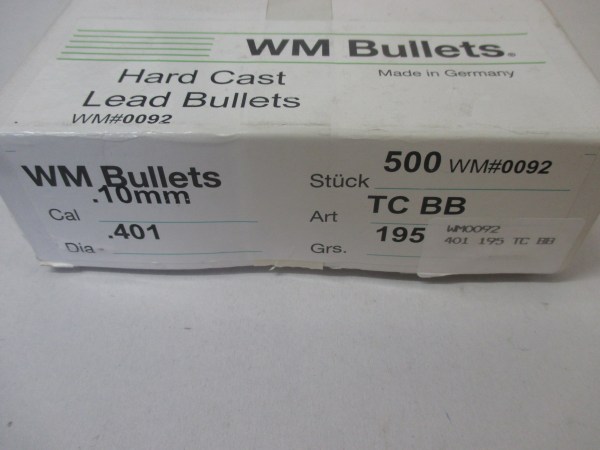 WM Bullets®
Made in Germany
Hard Cast
Lead Bullets
WM#0092
WM Bullets
Cal .10mm
Dia .401
Stück 500 WM#0092
Art TC BB
Grs. 195
WM0092
401 195 TC BB